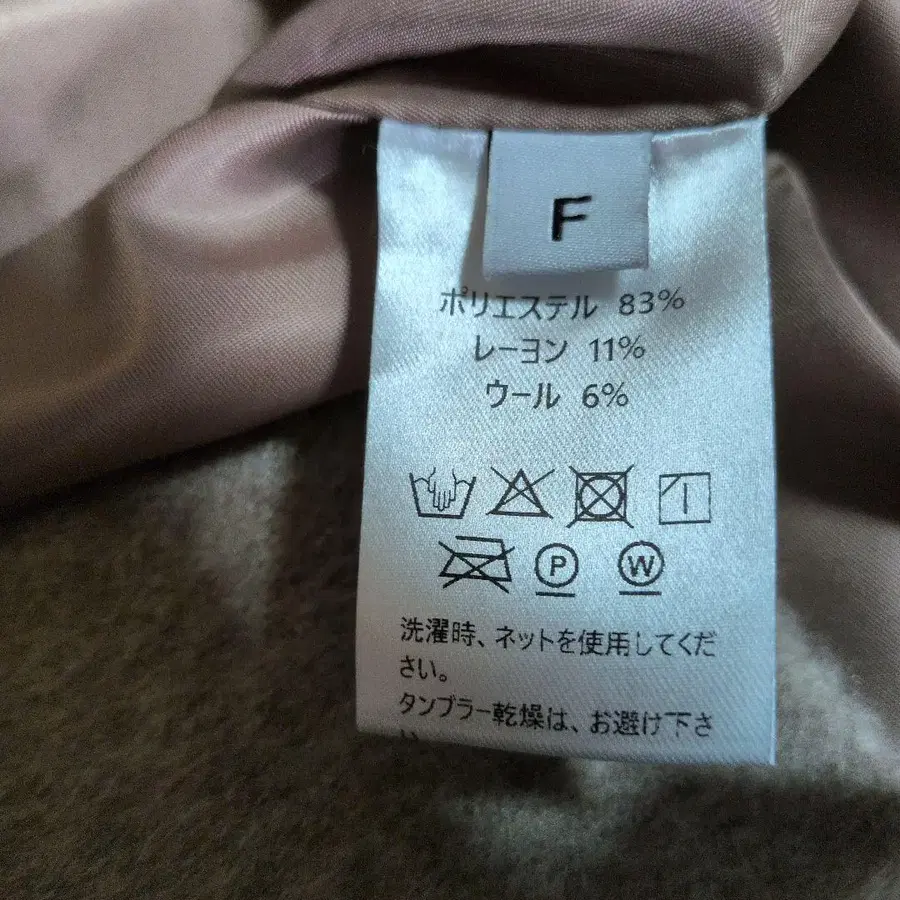 F
ポリエステル 83%
レーヨン 11%
ウール 6%
P W
洗濯時、ネットを使用してくだ
さい。
タンブラー乾燥は、お避け下さ